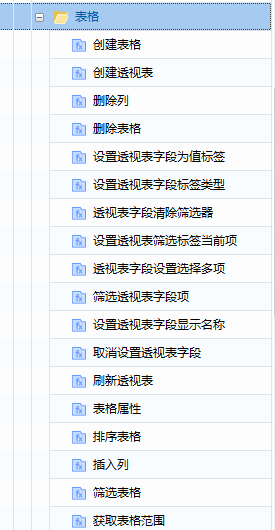 表格
创建表格
创建透视表
删除列
删除表格
设置透视表字段为值标签
设置透视表字段标签类型
透视表字段清除筛选器
设置透视表筛选标签当前项
透视表字段设置选择多项
筛选透视表字段项
设置透视表字段显示名称
取消设置透视表字段
刷新透视表
表格属性
排序表格
插入列
筛选表格
获取表格范围